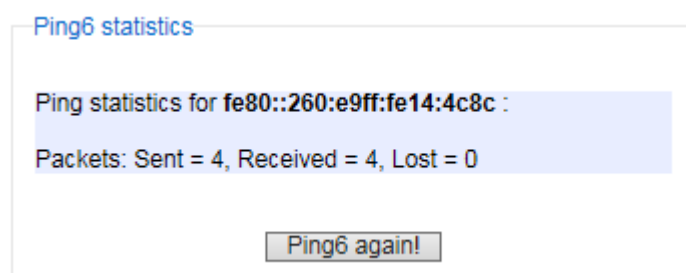 Ping6 statistics
Ping statistics for fe80::260:e9ff:fe14:4c8c :
Packets: Sent = 4, Received = 4, Lost = 0
Ping6 again!